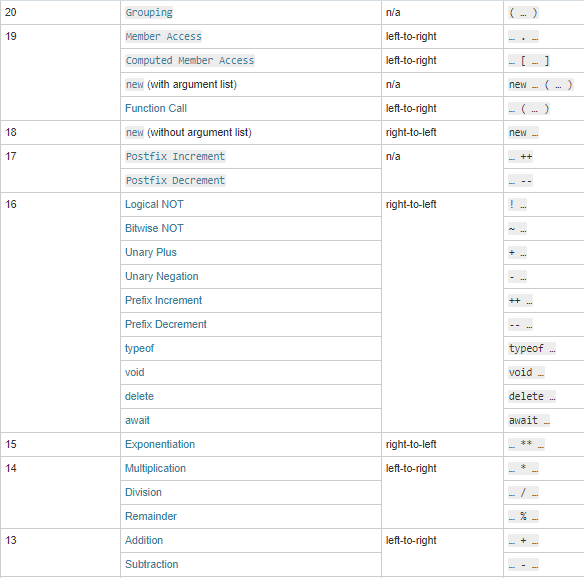 20 Grouping n/a ( … )
19 Member Access left-to-right … . …
Computed Member Access left-to-right … [ … ]
new (with argument list) n/a new … ( … )
Function Call left-to-right … ( … )
18 new (without argument list) right-to-left new …
17 Postfix Increment n/a … ++
Postfix Decrement … --
16 Logical NOT right-to-left ! …
Bitwise NOT ~ …
Unary Plus + …
Unary Negation - …
Prefix Increment ++ …
Prefix Decrement -- …
typeof typeof …
void void …
delete delete …
await await …
15 Exponentiation right-to-left … ** …
14 Multiplication left-to-right … * …
Division … / …
Remainder … % …
13 Addition left-to-right … + …
Subtraction … - …